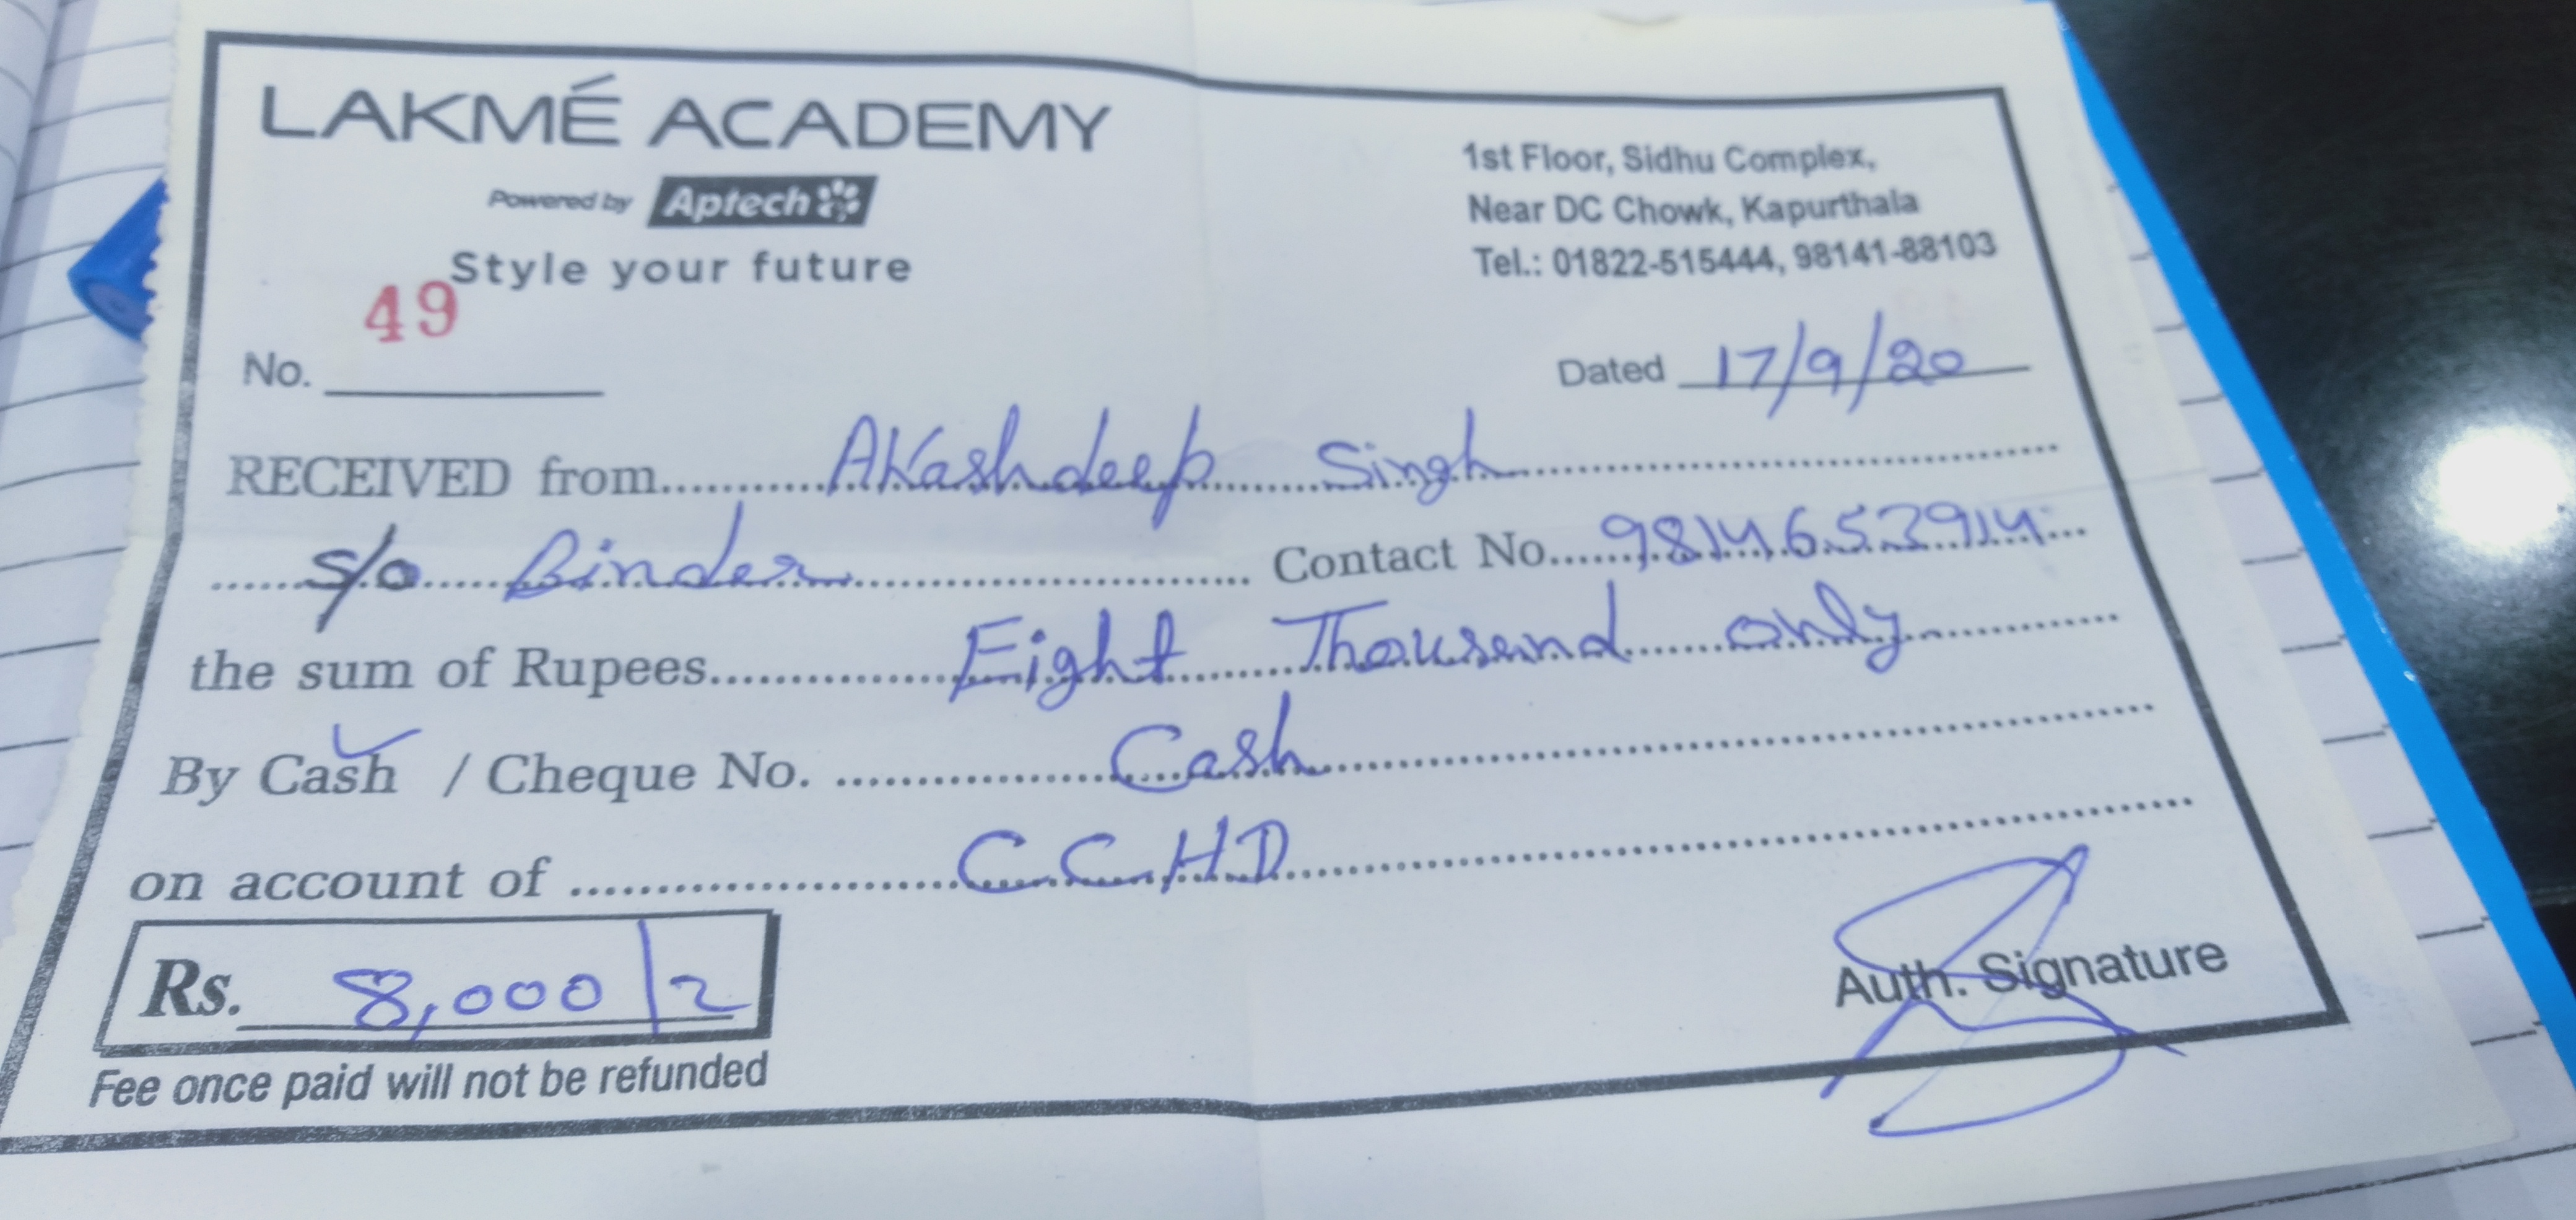 LAKMÉ ACADEMY
Powered by Aptech
Style your future
1st Floor, Sidhu Complex,
Near DC Chowk, Kapurthala
Tel.: 01822-515444, 98141-88103
No. 49
Dated 17/9/20
RECEIVED from AKashdeep Singh
S/o Binder Contact No. 9814653914
the sum of Rupees Eight Thousand only
By Cash / Cheque No. Cash
on account of CCHD
Rs. 8,000/2
Auth. Signature
Fee once paid will not be refunded